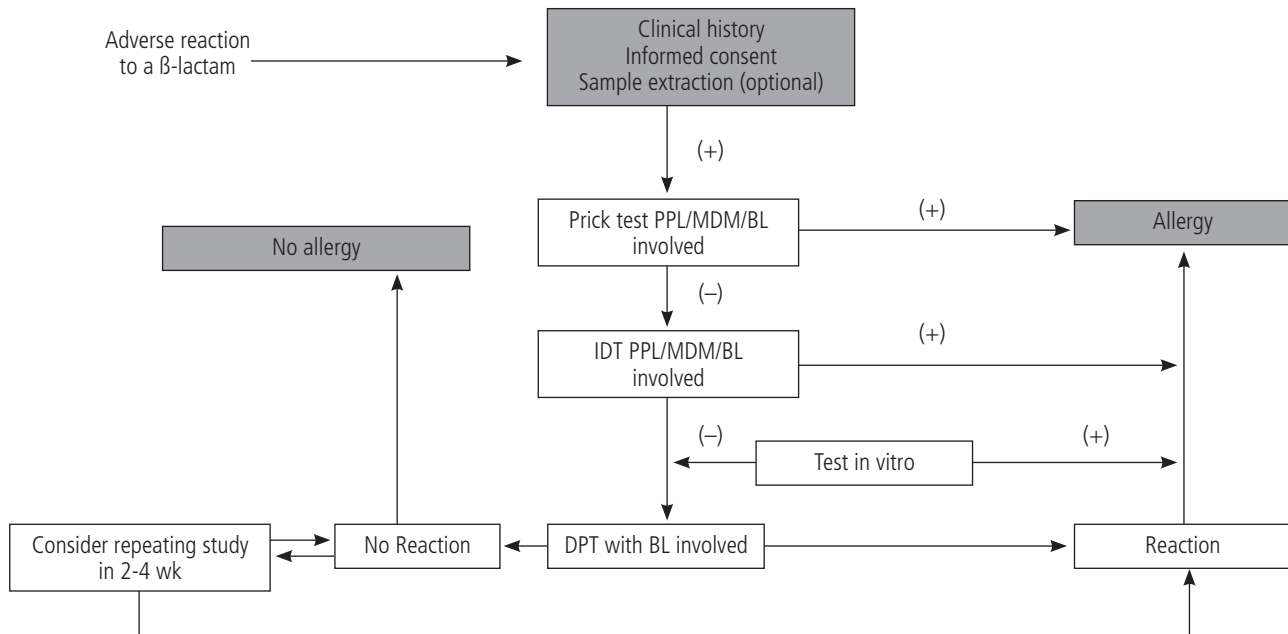 Adverse reaction
to a ß-lactam
Clinical history
Informed consent
Sample extraction (optional)
(+)
Prick test PPL/MDM/BL
involved
(+)
Allergy
No allergy
(–)
IDT PPL/MDM/BL
involved
(+)
(–)
Test in vitro
(+)
Consider repeating study
in 2-4 wk
No Reaction
DPT with BL involved
Reaction